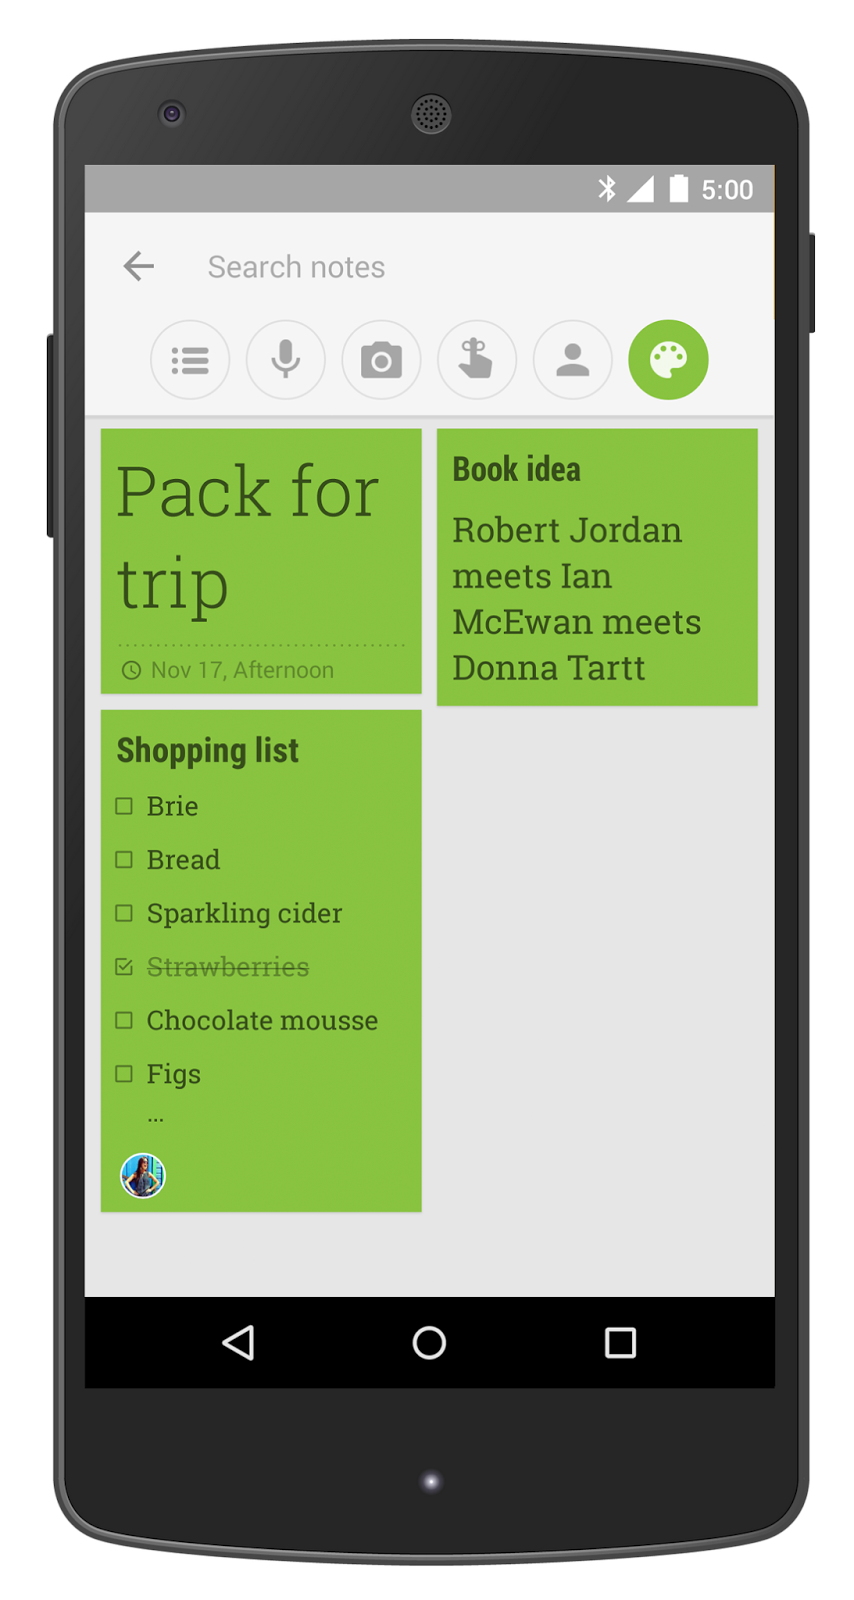 5:00
Search notes
Pack for
trip
Nov 17, Afternoon
Book idea
Robert Jordan
meets Ian
McEwan meets
Donna Tartt
Shopping list
Brie
Bread
Sparkling cider
Strawberries
Chocolate mousse
Figs
...